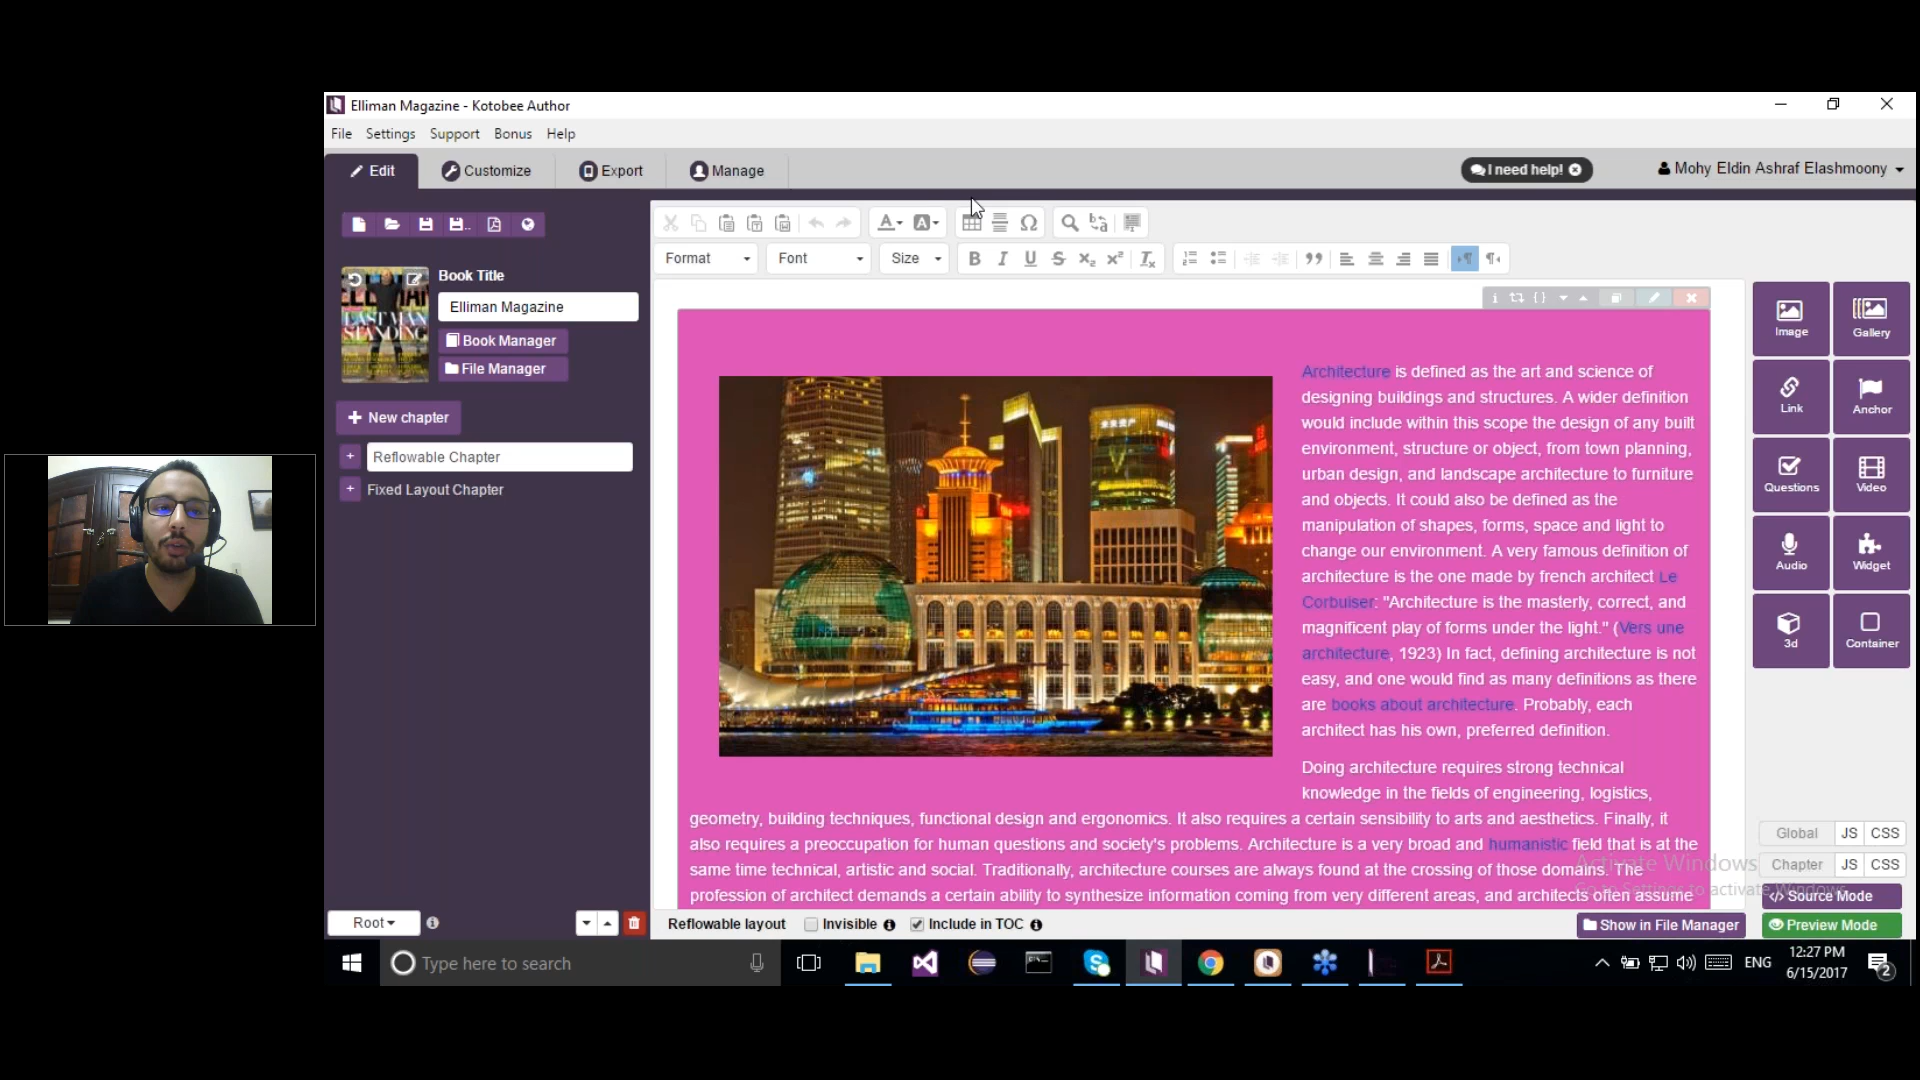 Elliman Magazine - Kotobee Author
File Settings Support Bonus Help
Edit Customize Export Manage
I need help!
Mohy Eldin Ashraf Elashmoony
Format Font Size
Book Title
Elliman Magazine
Book Manager
File Manager
LAST MAN
STANDING
New chapter
Reflowable Chapter
Fixed Layout Chapter
Architecture is defined as the art and science of
designing buildings and structures. A wider definition
would include within this scope the design of any built
environment, structure or object, from town planning,
urban design, and landscape architecture to furniture
and objects. It could also be defined as the
manipulation of shapes, forms, space and light to
change our environment. A very famous definition of
architecture is the one made by french architect Le
Corbuiser: "Architecture is the masterly, correct, and
magnificent play of forms under the light." (Vers une
architecture, 1923) In fact, defining architecture is not
easy, and one would find as many definitions as there
are books about architecture. Probably, each
architect has his own, preferred definition.
Doing architecture requires strong technical
knowledge in the fields of engineering, logistics,
geometry, building techniques, functional design and ergonomics. It also requires a certain sensibility to arts and aesthetics. Finally, it
also requires a preoccupation for human questions and society's problems. Architecture is a very broad and humanistic field that is at the
same time technical, artistic and social. Traditionally, architecture courses are always found at the crossing of those domains. The
profession of architect demands a certain ability to synthesize information coming from very different areas, and architects often assume
Image Gallery
Link Anchor
Questions Video
Audio Widget
3d Container
Global JS CSS
Chapter JS CSS
Activate Windows
Go to Settings to activate Windows.
Source Mode
Root
Reflowable layout Invisible Include in TOC
Show in File Manager
Preview Mode
Type here to search
ENG
12:27 PM
6/15/2017
2